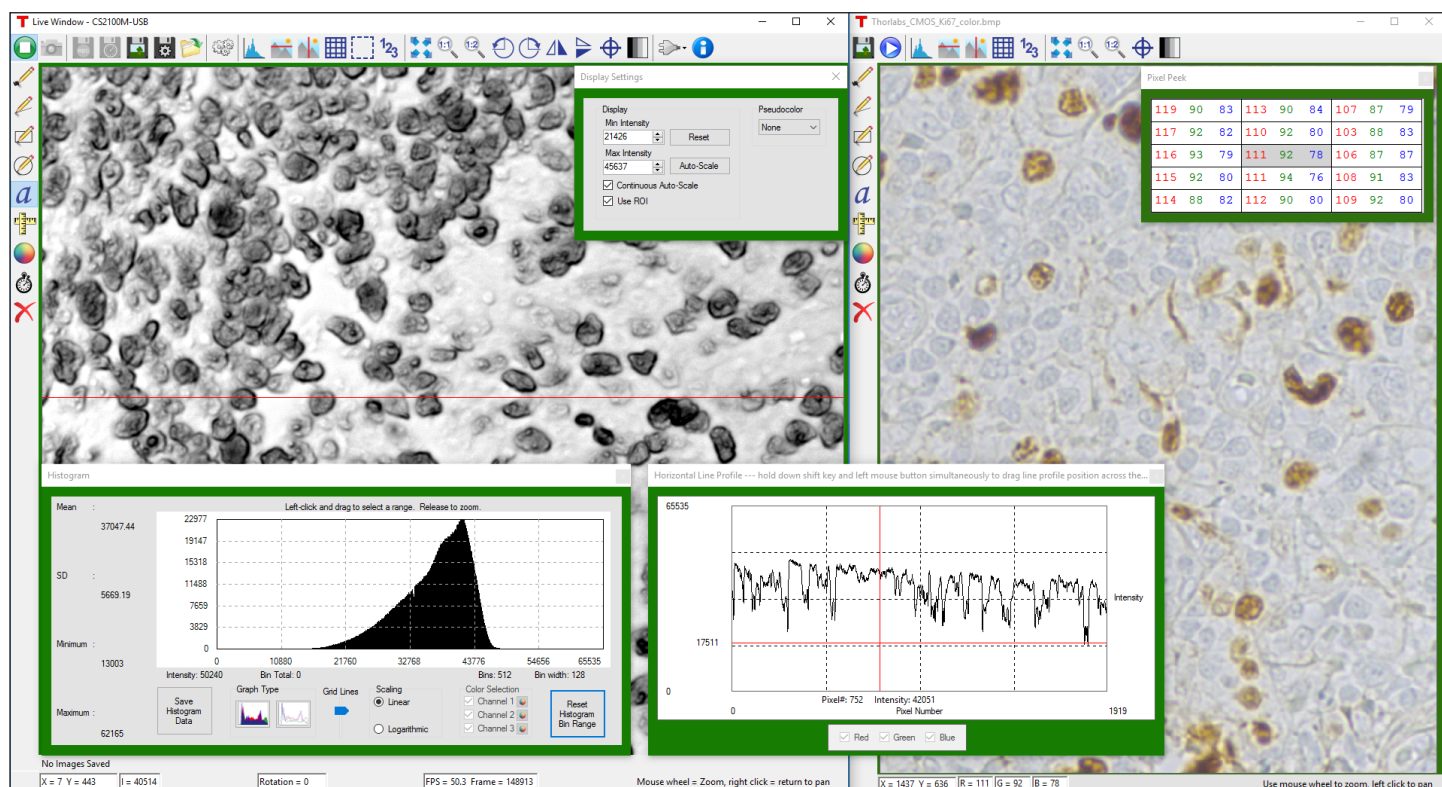 Live Window - CS2100M-USB
1:1
1:2
123
a
Display Settings
Display
Pseudocolor
Min Intensity
None
21426
Reset
Max Intensity
45637
Auto-Scale
Continuous Auto-Scale
Use ROI
Histogram
Left-click and drag to select a range. Release to zoom.
Mean :
37047.44
SD :
5669.19
Minimum :
13003
Maximum :
62165
22977
19147
15318
11488
7659
3829
0
0 10880 21760 32768 43776 54656 65535
Intensity: 50240 Bin Total: 0 Bins: 512 Bin width: 128
Save
Histogram
Data
Graph Type
Grid Lines
Scaling
Linear
Logarithmic
Color Selection
Channel 1
Channel 2
Channel 3
Reset
Histogram
Bin Range
No Images Saved
X = 7 Y = 443 I = 40514 Rotation = 0 FPS = 50.3 Frame = 148913 Mouse wheel = Zoom, right click = return to pan
Horizontal Line Profile --- hold down shift key and left mouse button simultaneously to drag line profile position across the...
65535
17511
0
Intensity
Pixel#: 752 Intensity: 42051
0 Pixel Number 1919
Red Green Blue
Thorlabs_CMOS_Ki67_color.bmp
123
1:1
1:2
a
Pixel Peek
119 90 83 113 90 84 107 87 79
117 92 82 110 92 80 103 88 83
116 93 79 111 92 78 106 87 87
115 92 80 111 94 76 108 91 83
114 88 82 112 90 80 109 92 80
X = 1437 Y = 636 R = 111 G = 92 B = 78 Use mouse wheel to zoom, left click to pan